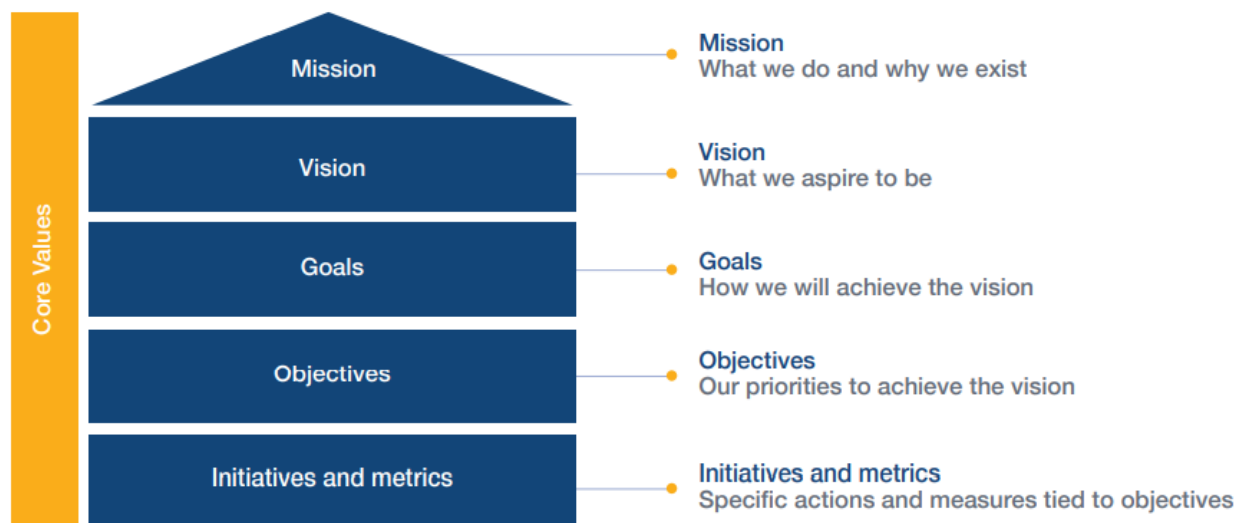 Core Values
Mission
Mission
What we do and why we exist
Vision
Vision
What we aspire to be
Goals
Goals
How we will achieve the vision
Objectives
Objectives
Our priorities to achieve the vision
Initiatives and metrics
Initiatives and metrics
Specific actions and measures tied to objectives